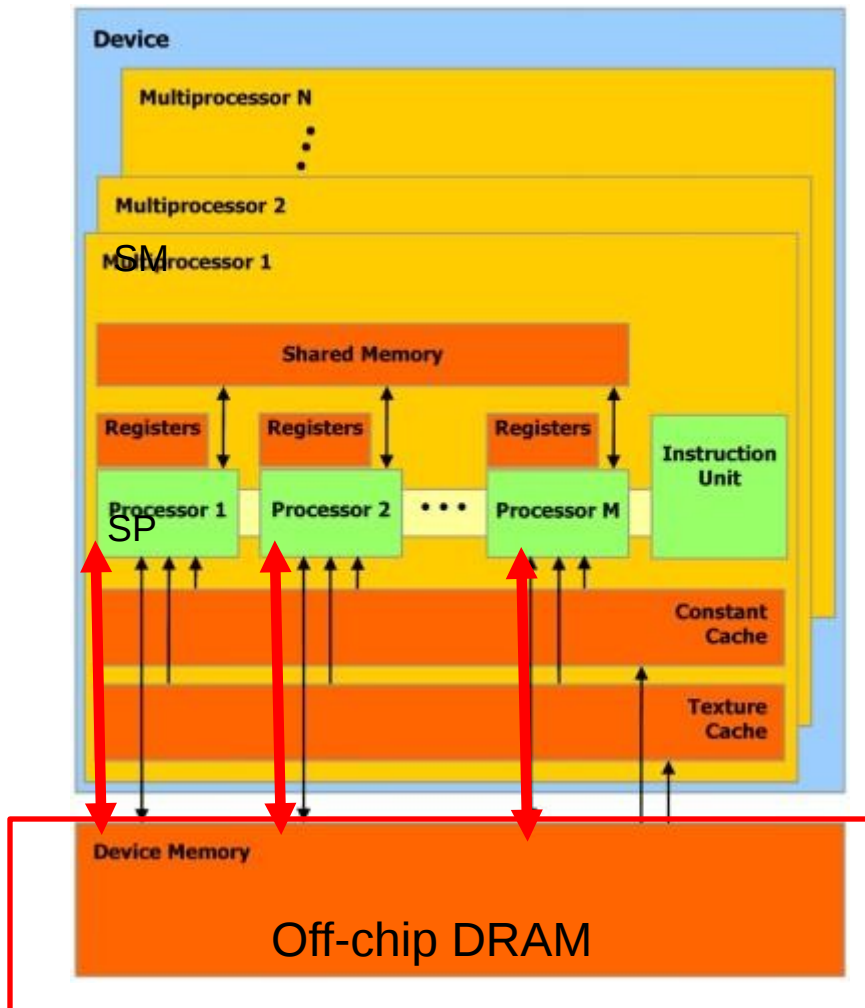 Device
Multiprocessor N
Multiprocessor 2
SM
Multiprocessor 1
Shared Memory
Registers Registers Registers
Instruction
Unit
Processor 1 Processor 2 Processor M
SP
Constant
Cache
Texture
Cache
Device Memory
Off-chip DRAM